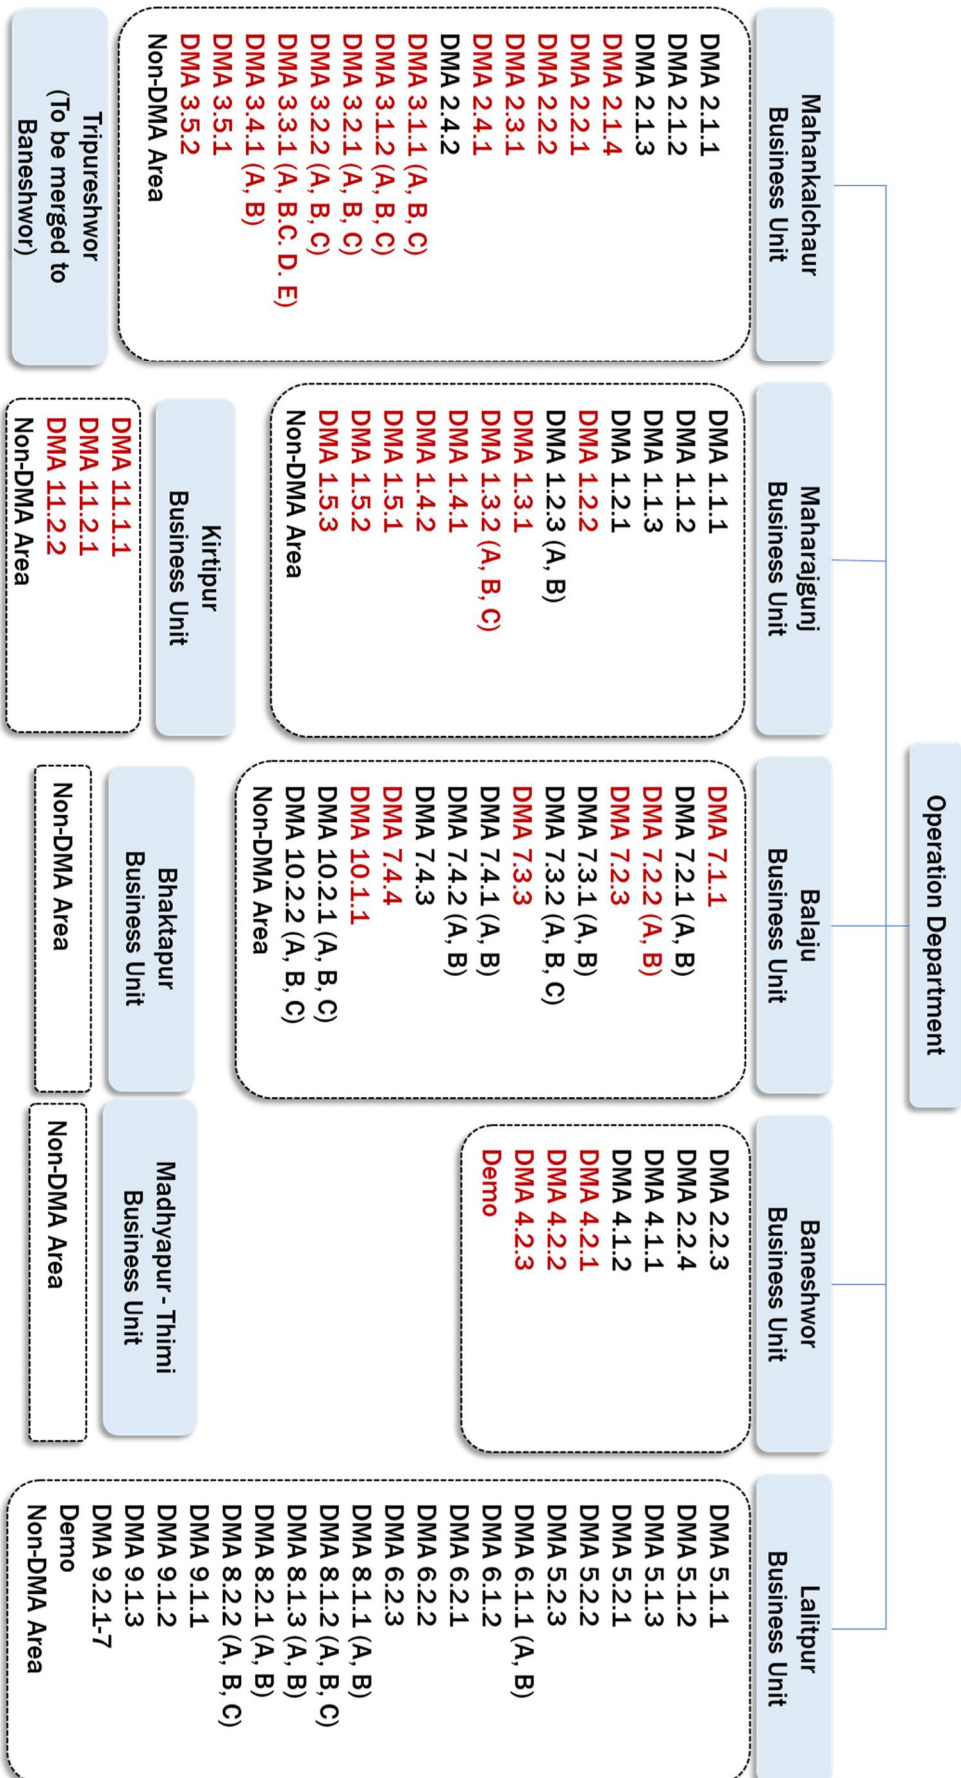 Operation Department
Mahankalchaur
Business Unit
DMA 2.1.1
DMA 2.1.2
DMA 2.1.3
DMA 2.1.4
DMA 2.2.1
DMA 2.2.2
DMA 2.3.1
DMA 2.4.1
DMA 2.4.2
DMA 3.1.1 (A, B, C)
DMA 3.1.2 (A, B, C)
DMA 3.2.1 (A, B, C)
DMA 3.2.2 (A, B, C)
DMA 3.3.1 (A, B.C. D. E)
DMA 3.4.1 (A, B)
DMA 3.5.1
DMA 3.5.2
Non-DMA Area
Tripureshwor
(To be merged to
Baneshwor)
Maharajgunj
Business Unit
DMA 1.1.1
DMA 1.1.2
DMA 1.1.3
DMA 1.2.1
DMA 1.2.2
DMA 1.2.3 (A, B)
DMA 1.3.1
DMA 1.3.2 (A, B, C)
DMA 1.4.1
DMA 1.4.2
DMA 1.5.1
DMA 1.5.2
DMA 1.5.3
Non-DMA Area
Kirtipur
Business Unit
DMA 11.1.1
DMA 11.2.1
DMA 11.2.2
Non-DMA Area
Balaju
Business Unit
DMA 7.1.1
DMA 7.2.1 (A, B)
DMA 7.2.2 (A, B)
DMA 7.2.3
DMA 7.3.1 (A, B)
DMA 7.3.2 (A, B, C)
DMA 7.3.3
DMA 7.4.1 (A, B)
DMA 7.4.2 (A, B)
DMA 7.4.3
DMA 7.4.4
DMA 10.1.1
DMA 10.2.1 (A, B, C)
DMA 10.2.2 (A, B, C)
Non-DMA Area
Bhaktapur
Business Unit
Non-DMA Area
Baneshwor
Business Unit
DMA 2.2.3
DMA 2.2.4
DMA 4.1.1
DMA 4.1.2
DMA 4.2.1
DMA 4.2.2
DMA 4.2.3
Demo
Madhyapur - Thimi
Business Unit
Non-DMA Area
Lalitpur
Business Unit
DMA 5.1.1
DMA 5.1.2
DMA 5.1.3
DMA 5.2.1
DMA 5.2.2
DMA 5.2.3
DMA 6.1.1 (A, B)
DMA 6.1.2
DMA 6.2.1
DMA 6.2.2
DMA 6.2.3
DMA 8.1.1 (A, B)
DMA 8.1.2 (A, B, C)
DMA 8.1.3 (A, B)
DMA 8.2.1 (A, B)
DMA 8.2.2 (A, B, C)
DMA 9.1.1
DMA 9.1.2
DMA 9.1.3
DMA 9.2.1-7
Demo
Non-DMA Area